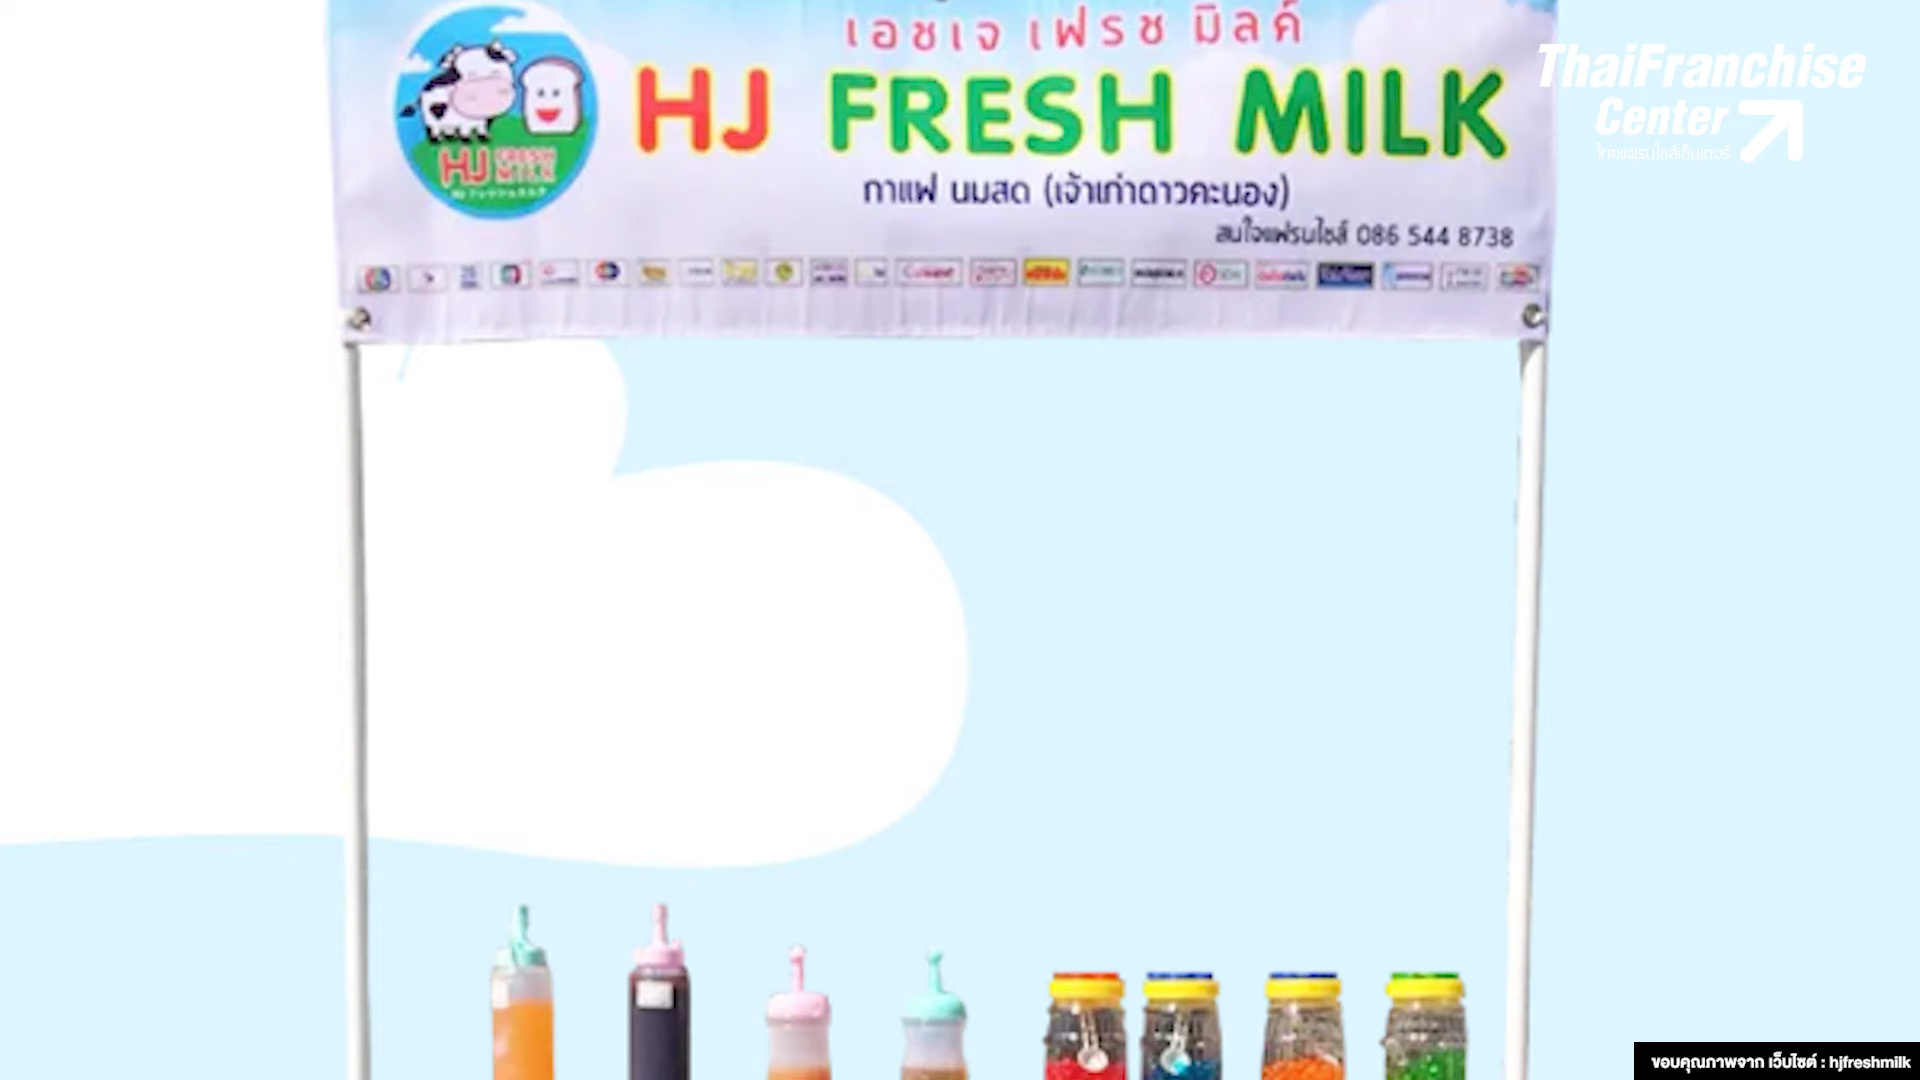 เอชเจ เฟรช มิลค์
HJ FRESH MILK
HJ FRESH MILK
กาแฟ นมสด (เจ้าเก่าดาวคะนอง)
สนใจแฟรนไชส์ 086 544 8738
ThaiFranchise
Center
ไทยแฟรนไชส์เซ็นเตอร์
ขอบคุณภาพจาก เว็บไซต์ : hjfreshmilk